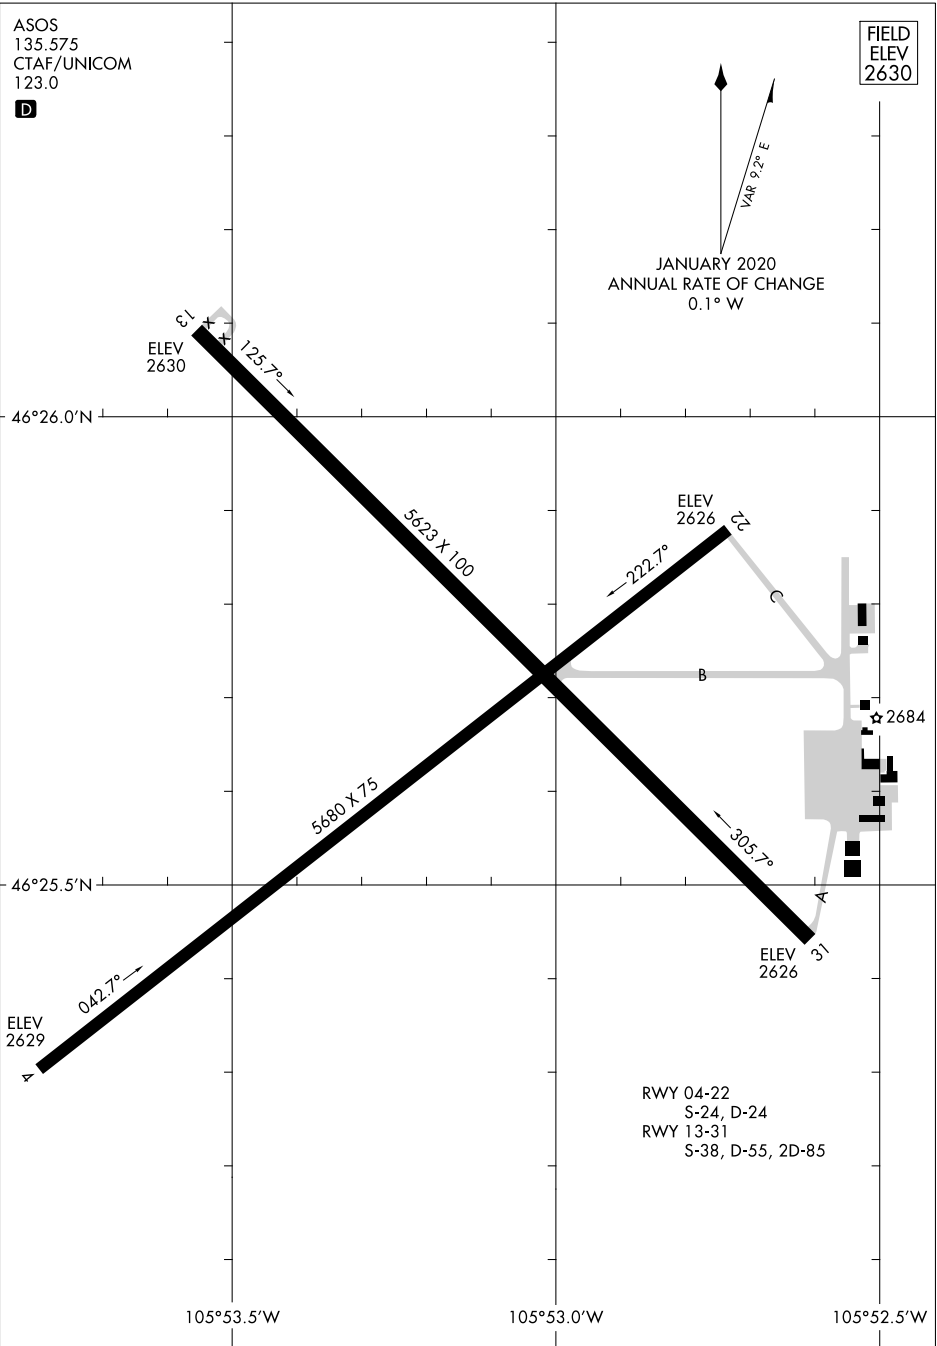 ASOS
135.575
CTAF/UNICOM
123.0
D
FIELD
ELEV
2630
VAR 9.2° E
JANUARY 2020
ANNUAL RATE OF CHANGE
0.1° W
13
X
X
ELEV
2630
125.7°
46°26.0'N
5623 X 100
ELEV
2626
22
222.7°
C
B
2684
5680 X 75
305.7°
46°25.5'N
A
ELEV
2626
31
042.7°
ELEV
2629
4
RWY 04-22
S-24, D-24
RWY 13-31
S-38, D-55, 2D-85
105°53.5'W
105°53.0'W
105°52.5'W